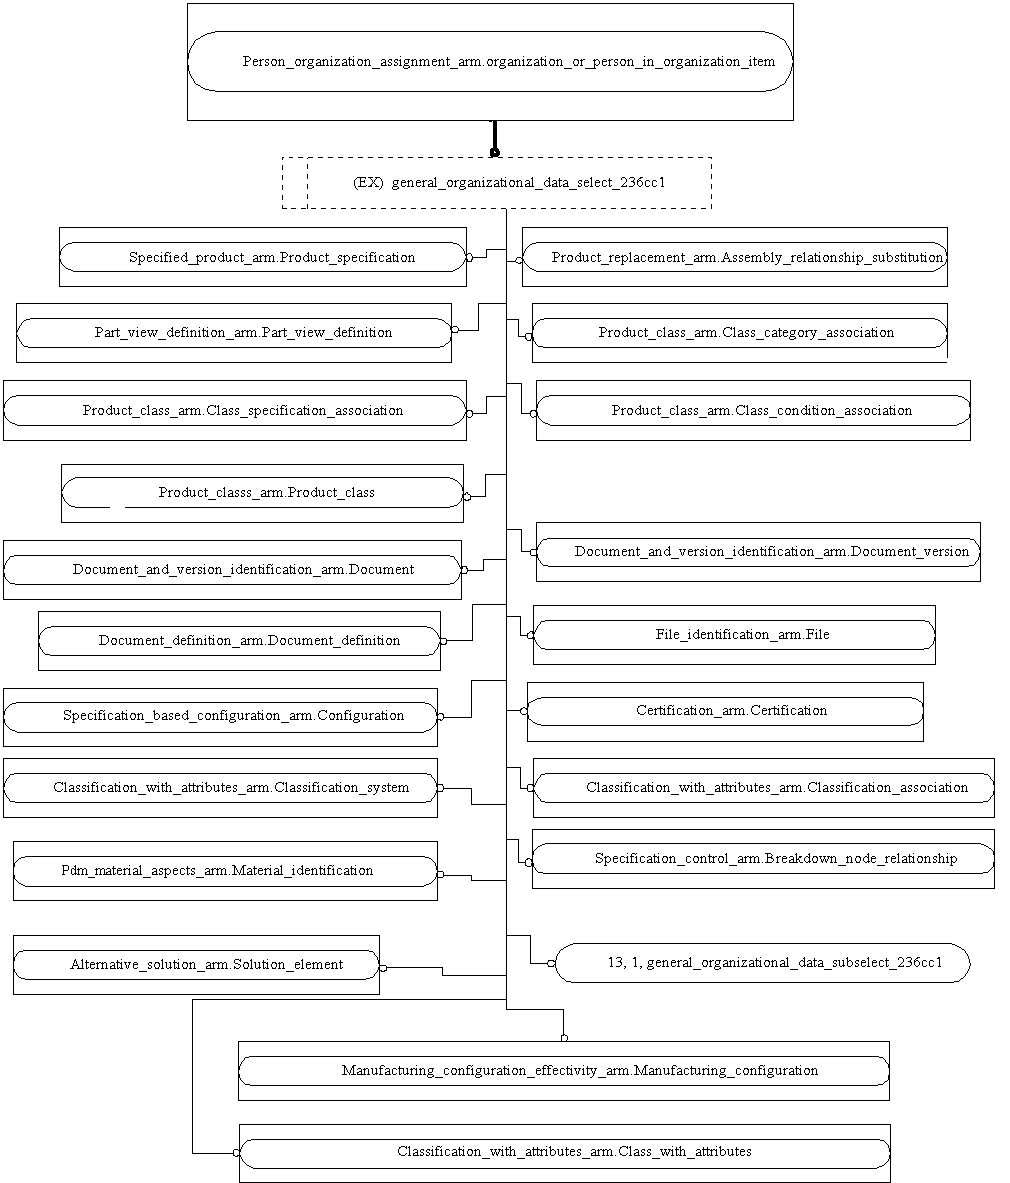 Person_organization_assignment_arm.organization_or_person_in_organization_item
(EX) general_organizational_data_select_236cc1
Specified_product_arm.Product_specification
Product_replacement_arm.Assembly_relationship_substitution
Part_view_definition_arm.Part_view_definition
Product_class_arm.Class_category_association
Product_class_arm.Class_specification_association
Product_class_arm.Class_condition_association
Product_classs_arm.Product_class
Document_and_version_identification_arm.Document_version
Document_and_version_identification_arm.Document
File_identification_arm.File
Document_definition_arm.Document_definition
Certification_arm.Certification
Specification_based_configuration_arm.Configuration
Classification_with_attributes_arm.Classification_system
Classification_with_attributes_arm.Classification_association
Specification_control_arm.Breakdown_node_relationship
Pdm_material_aspects_arm.Material_identification
Alternative_solution_arm.Solution_element
13, 1, general_organizational_data_subselect_236cc1
Manufacturing_configuration_effectivity_arm.Manufacturing_configuration
Classification_with_attributes_arm.Class_with_attributes